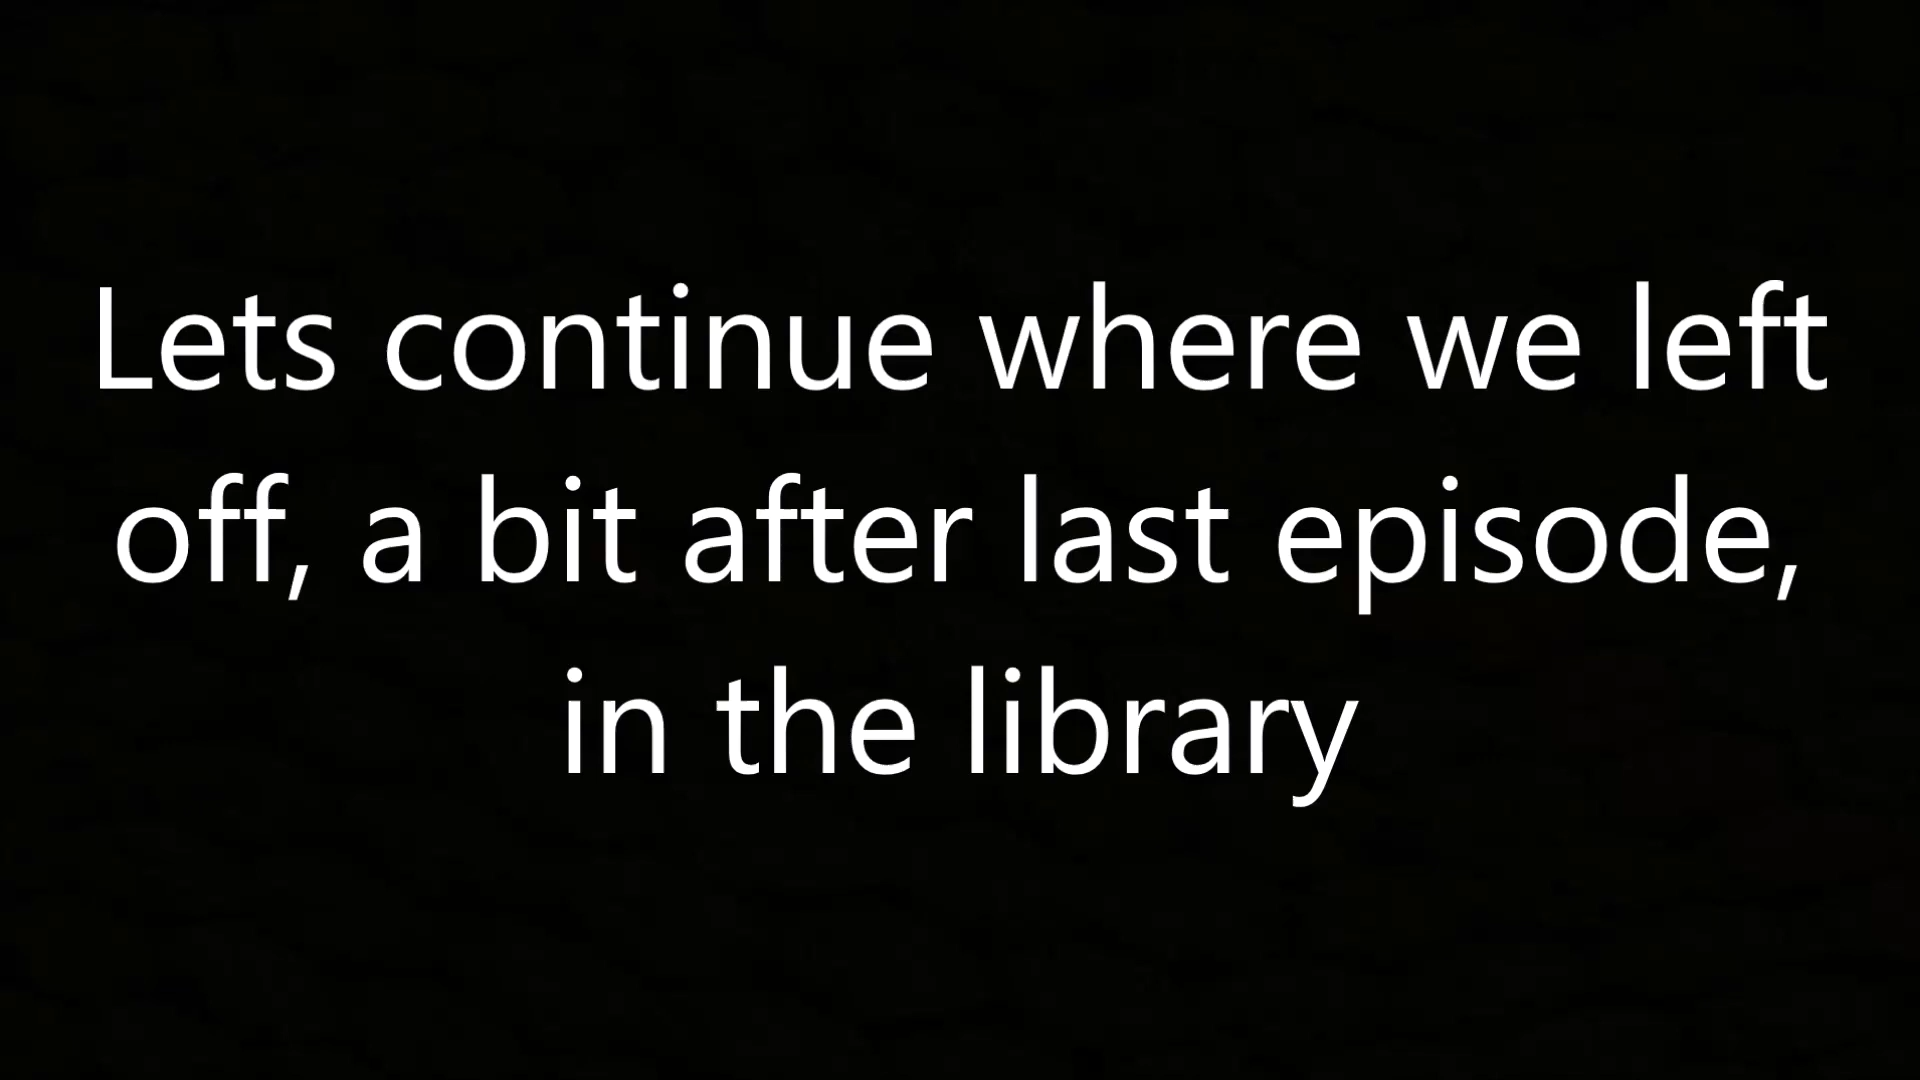 Lets continue where we left
off, a bit after last episode,
in the library